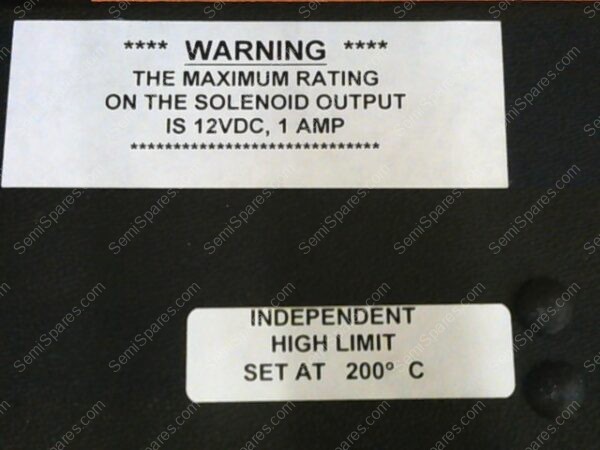 **** WARNING ****
THE MAXIMUM RATING
ON THE SOLENOID OUTPUT
IS 12VDC, 1 AMP
*****************************
INDEPENDENT
HIGH LIMIT
SET AT 200º C
SemiSpares.com